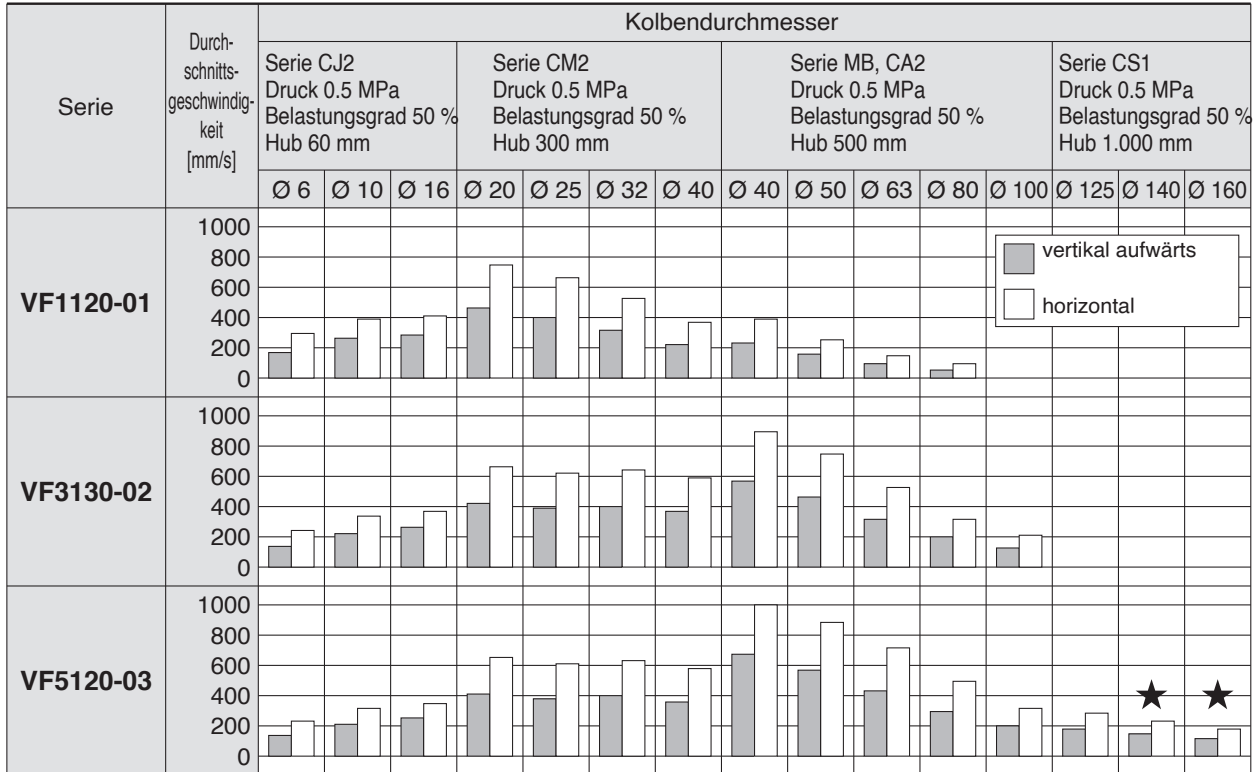 Serie
Durch-
schnitts-
geschwindig-
keit
[mm/s]
Kolbendurchmesser
Serie CJ2
Druck 0.5 MPa
Belastungsgrad 50 %
Hub 60 mm
Serie CM2
Druck 0.5 MPa
Belastungsgrad 50 %
Hub 300 mm
Serie MB, CA2
Druck 0.5 MPa
Belastungsgrad 50 %
Hub 500 mm
Serie CS1
Druck 0.5 MPa
Belastungsgrad 50 %
Hub 1.000 mm
Ø 6 Ø 10 Ø 16 Ø 20 Ø 25 Ø 32 Ø 40 Ø 40 Ø 50 Ø 63 Ø 80 Ø 100 Ø 125 Ø 140 Ø 160
VF1120-01
1000
800
600
400
200
0
vertikal aufwärts
horizontal
VF3130-02
1000
800
600
400
200
0
VF5120-03
1000
800
600
400
200
0